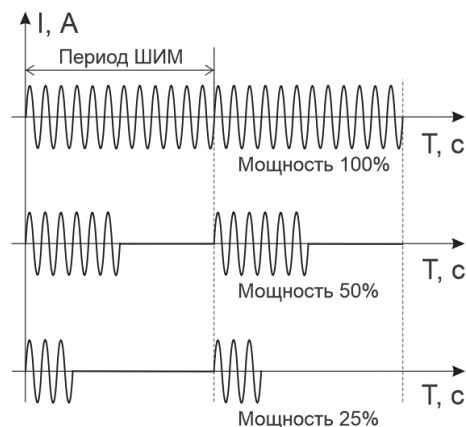 I, А
Период ШИМ
Т, с
Мощность 100%
Т, с
Мощность 50%
Т, с
Мощность 25%